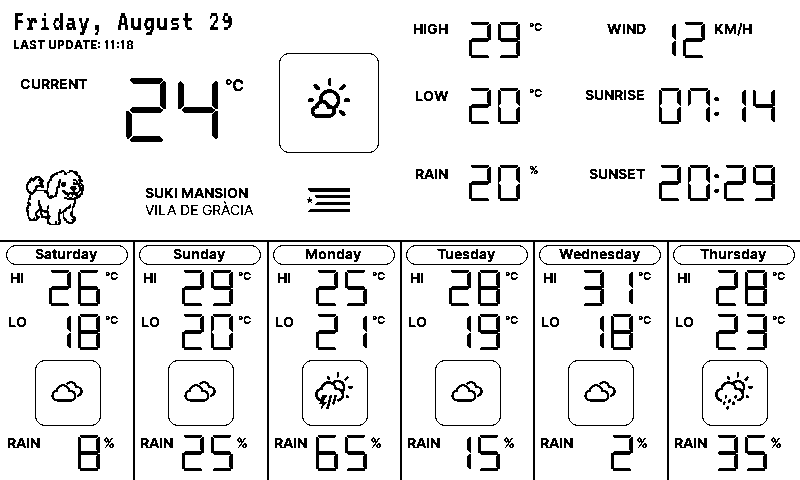 Friday, August 29
LAST UPDATE: 11:18
CURRENT 24 °C
HIGH 29 °C
LOW 20 °C
RAIN 20 %
WIND 12 KM/H
SUNRISE 07:14
SUNSET 20:29
SUKI MANSION
VILA DE GRÀCIA
Saturday
HI 26 °C
LO 18 °C
RAIN 8 %
Sunday
HI 29 °C
LO 20 °C
RAIN 25 %
Monday
HI 25 °C
LO 21 °C
RAIN 65 %
Tuesday
HI 28 °C
LO 19 °C
RAIN 15 %
Wednesday
HI 31 °C
LO 18 °C
RAIN 2 %
Thursday
HI 28 °C
LO 23 °C
RAIN 35 %